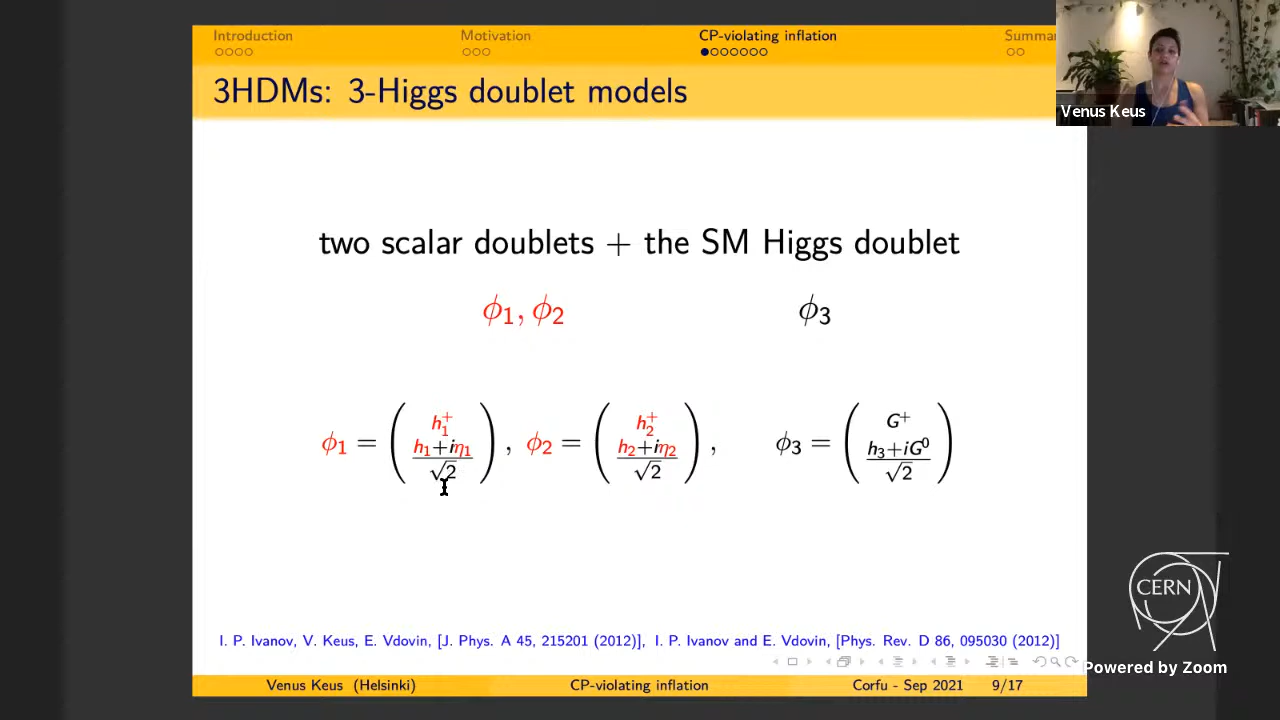 Introduction Motivation CP-violating inflation Summa
3HDMs: 3-Higgs doublet models
Venus Keus
two scalar doublets + the SM Higgs doublet
ϕ₁, ϕ₂ ϕ₃
ϕ₁ = ( h₁⁺ (h₁+iη₁)/√2 ), ϕ₂ = ( h₂⁺ (h₂+iη₂)/√2 ), ϕ₃ = ( G⁺ (h₃+iG⁰)/√2 )
CERN
I. P. Ivanov, V. Keus, E. Vdovin, [J. Phys. A 45, 215201 (2012)], I. P. Ivanov and E. Vdovin, [Phys. Rev. D 86, 095030 (2012)]
Powered by Zoom
Venus Keus (Helsinki) CP-violating inflation Corfu - Sep 2021 9/17